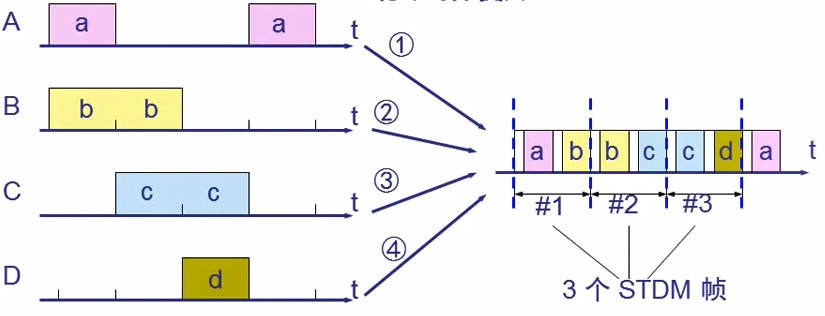 A a a t ①
B b b t ②
C c c t ③
D d t ④
a b b c c d a t
#1 #2 #3
3 个 STDM 帧